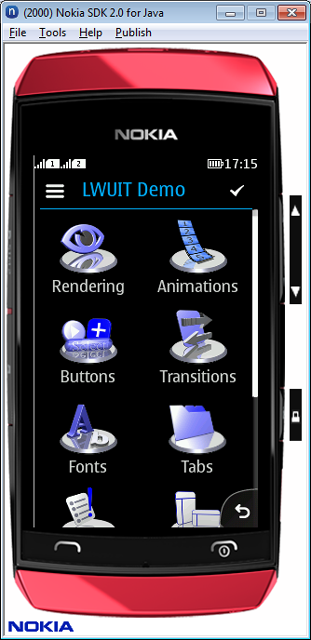 (2000) Nokia SDK 2.0 for Java
File Tools Help Publish
NOKIA
1 2 17:15
LWUIT Demo
Rendering Animations
Buttons Transitions
Fonts Tabs
NOKIA